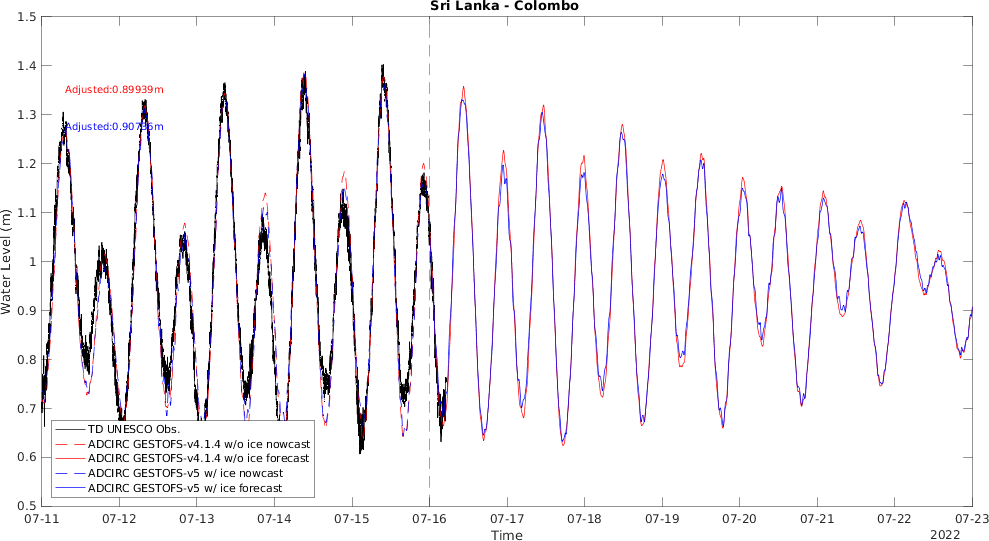 Sri Lanka - Colombo
1.5
1.4
1.3
1.2
1.1
1
0.9
0.8
0.7
0.6
0.5
Water Level (m)
Adjusted:0.89939m
TD UNESCO Obs.
ADCIRC GESTOFS-v4.1.4 w/o ice nowcast
ADCIRC GESTOFS-v4.1.4 w/o ice forecast
ADCIRC GESTOFS-v5 w/ ice nowcast
ADCIRC GESTOFS-v5 w/ ice forecast
07-11 07-12 07-13 07-14 07-15 07-16 07-17 07-18 07-19 07-20 07-21 07-22 07-23
Time
2022